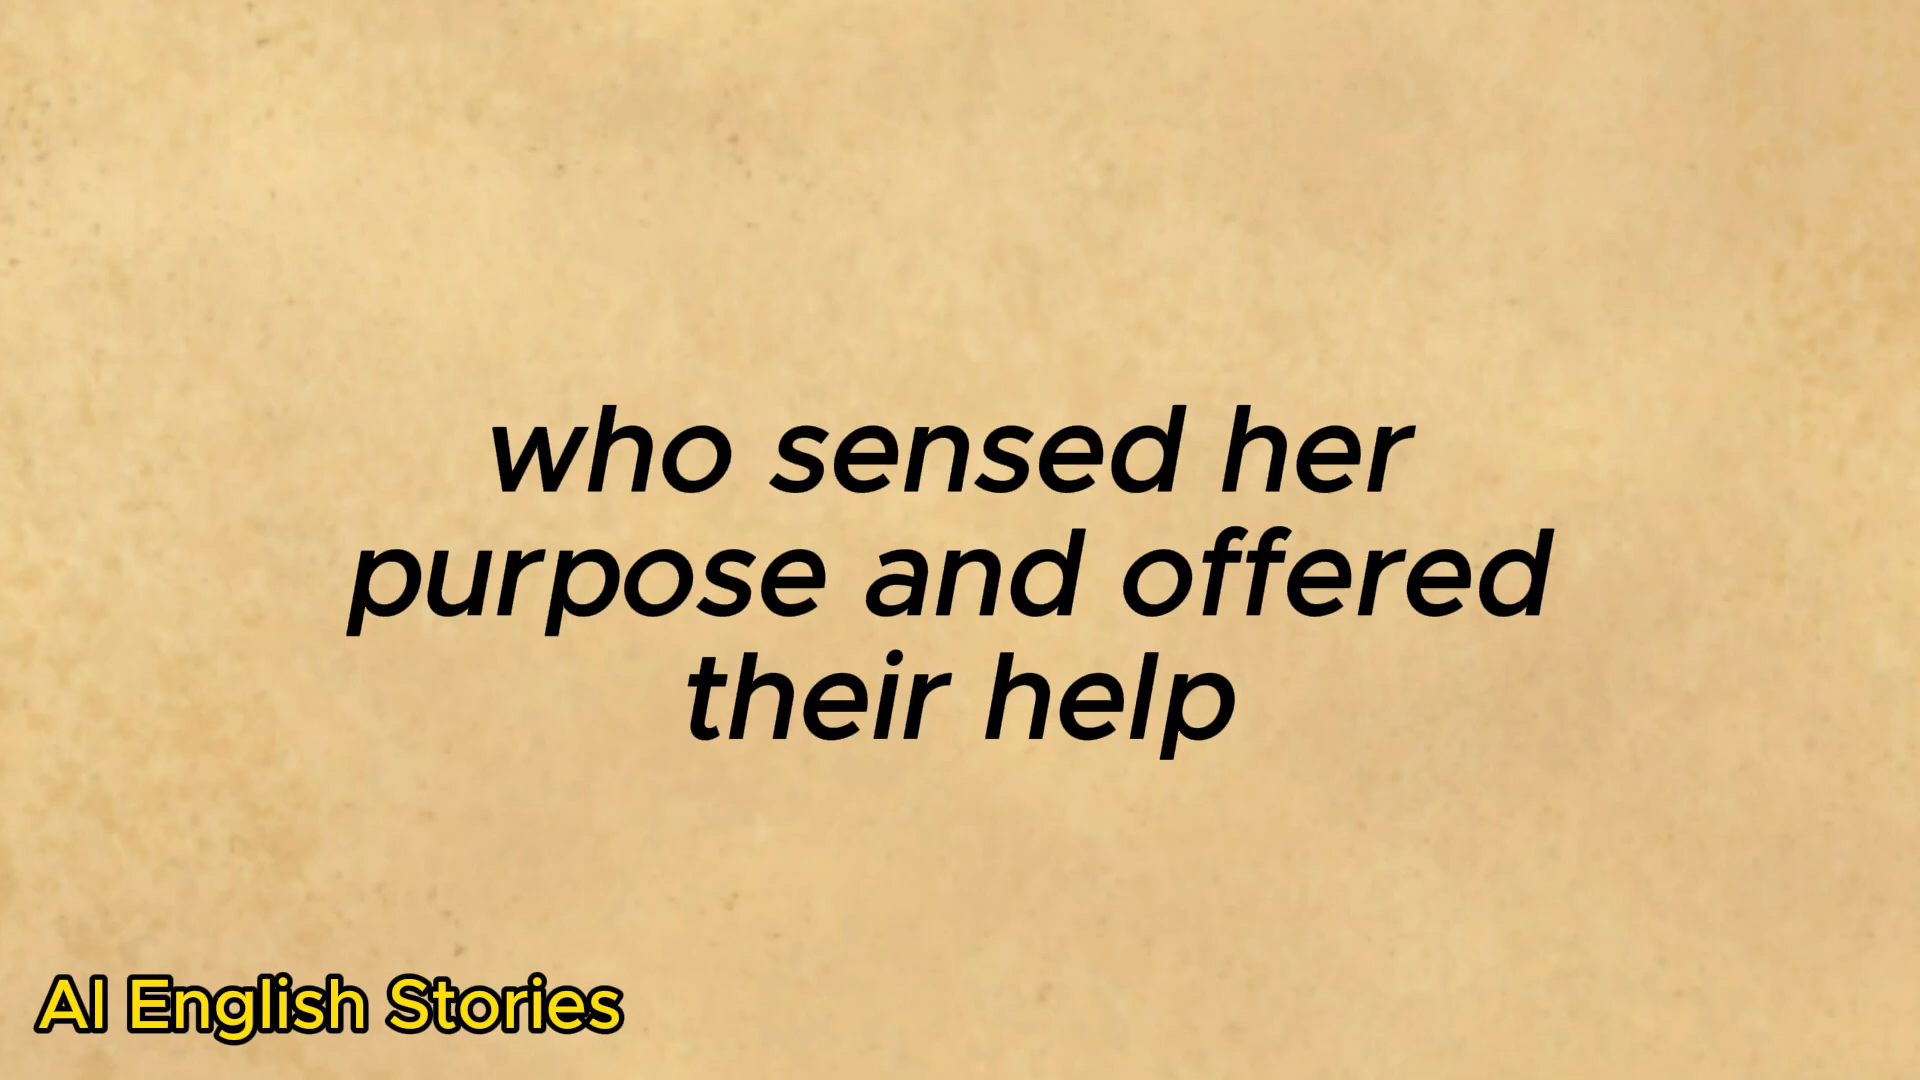 who sensed her
purpose and offered
their help
AI English Stories